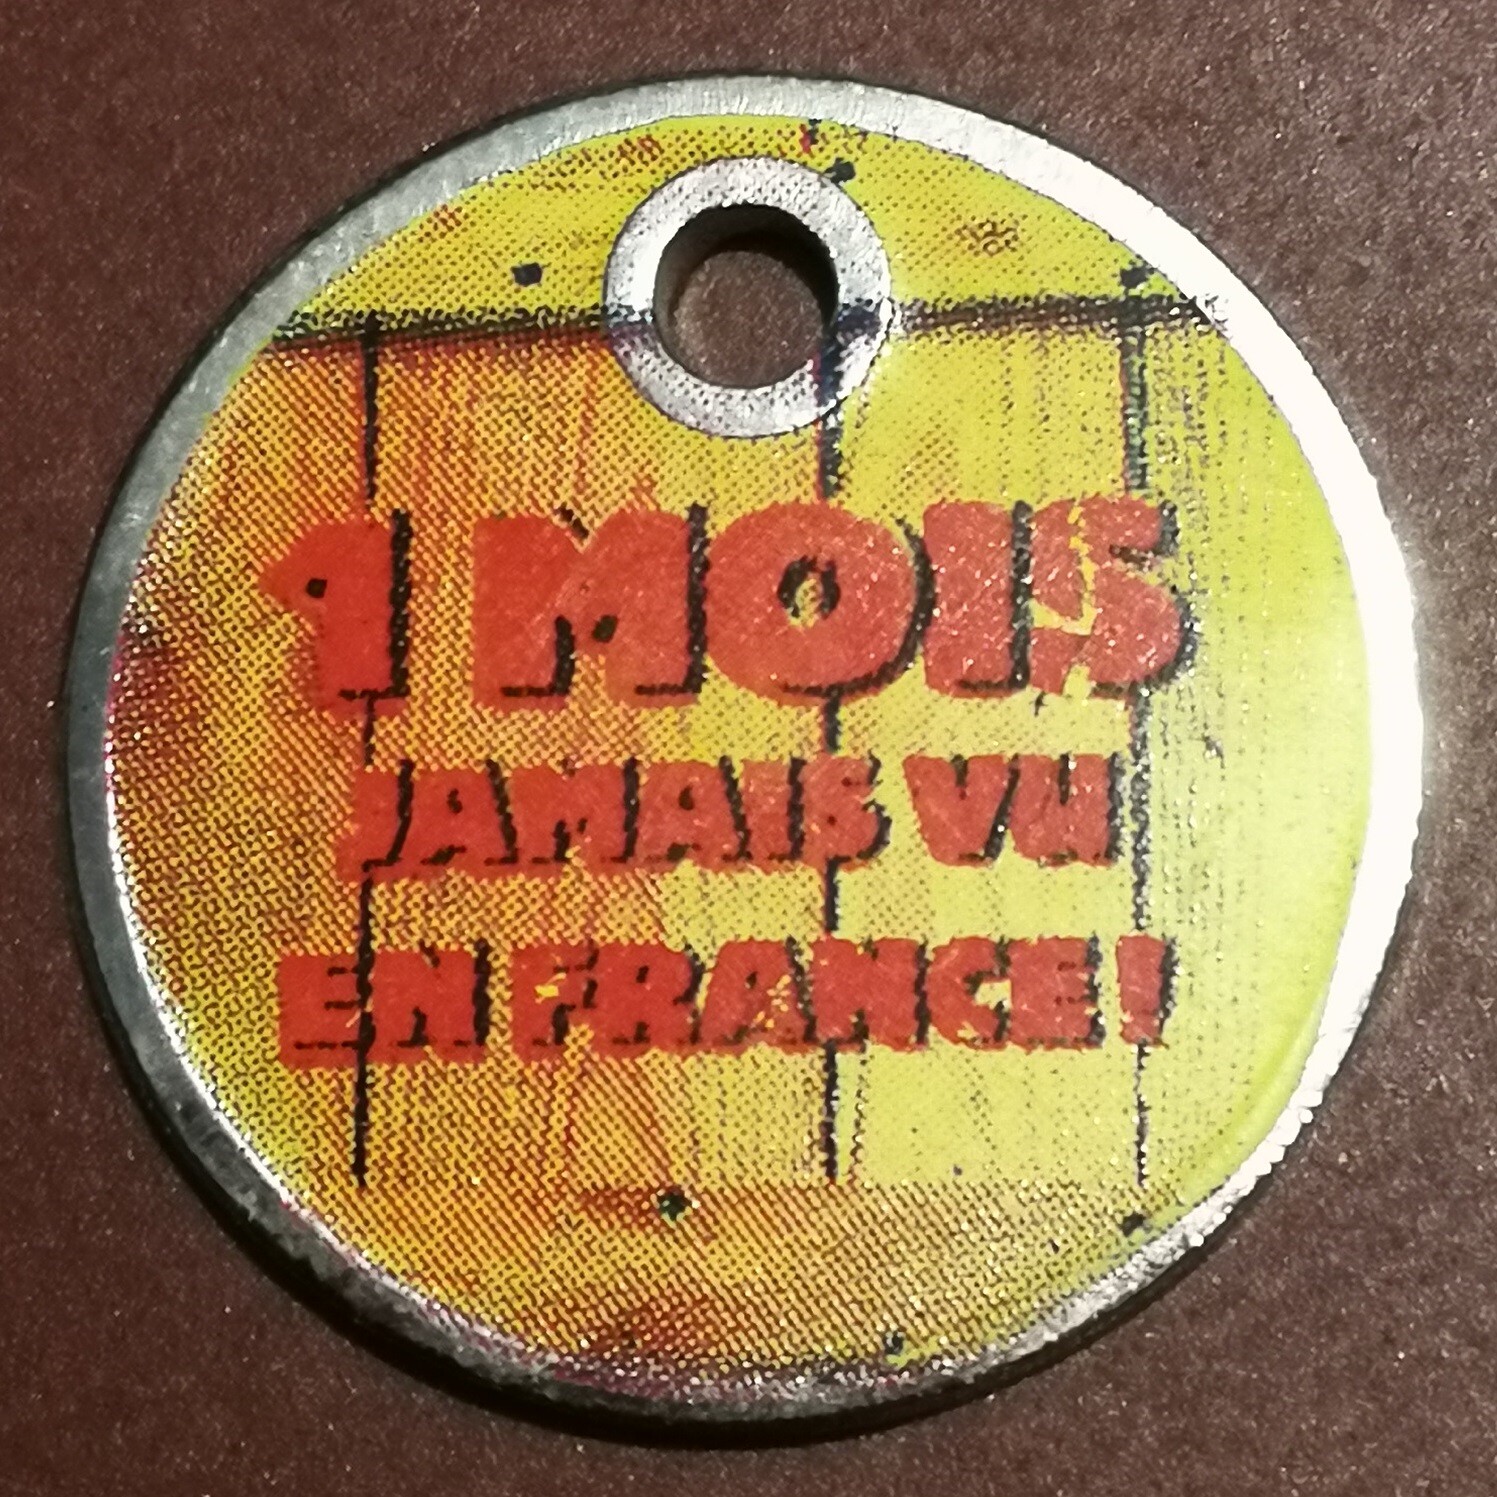 1 MOIS
JAMAIS VU
EN FRANCE !